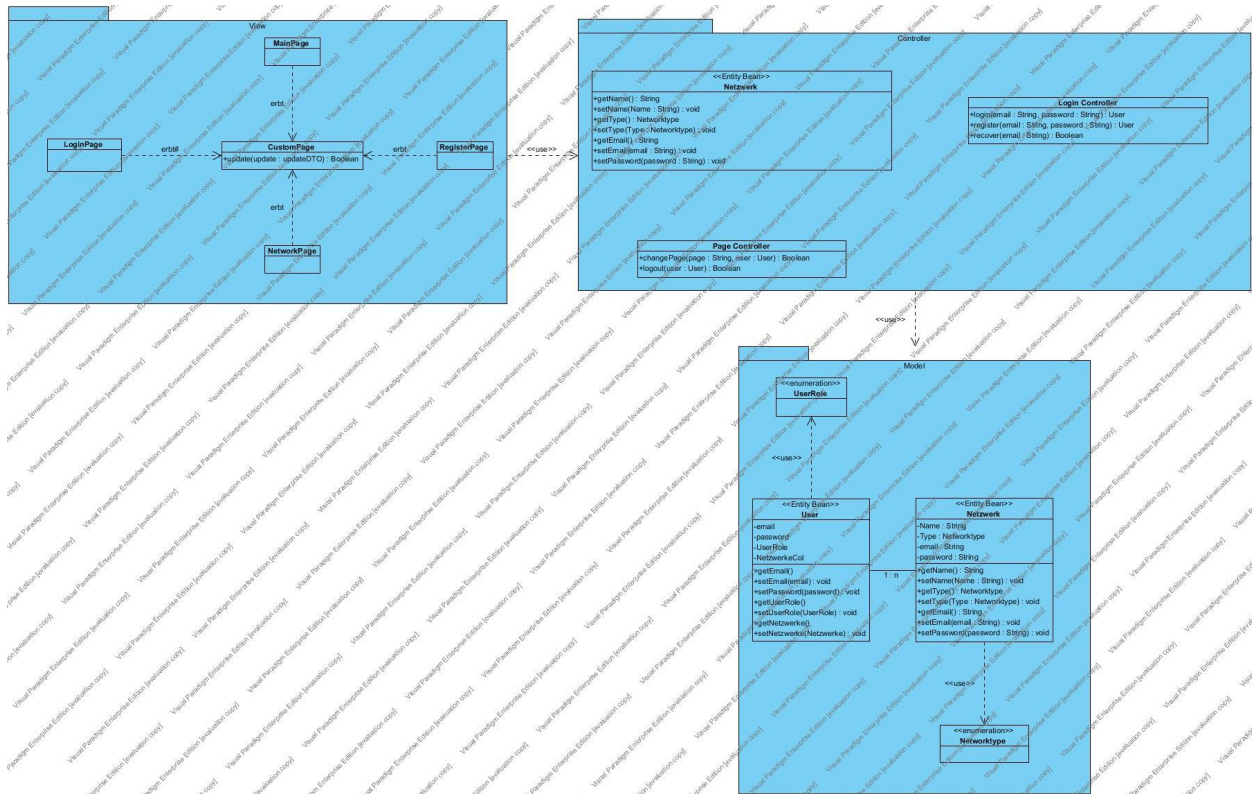 View
MainPage
erbt
LoginPage
erbt#
CustomPage
+update(update : updateDTO) : Boolean
erbt
RegisterPage
erbt
NetworkPage
<<use>>
Controller
<<Entity Bean>>
Netzwerk
+getName() : String
+setName(Name : String) : void
+getType() : Networktype
+setType(Type : Networktype) : void
+getEmail() : String
+setEmail(email : String) : void
+setPassword(password : String) : void
Login Controller
+login(email : String, password : String) : User
+register(email : String, password : String) : User
+recover(email : String) : Boolean
Page Controller
+changePage(page : String, user : User) : Boolean
+logout(user : User) : Boolean
<<use>>
Model
<<enumeration>>
UserRole
<<use>>
<<Entity Bean>>
User
-email
-password
-UserRole
-NetzwerkeCol
+getEmail()
+setEmail(email) : void
+setPassword(password) : void
+getUserRole()
+setUserRole(UserRole) : void
+getNetzwerke()
+setNetzwerke(Netzwerke) : void
1 : n
<<Entity Bean>>
Netzwerk
-Name : String
-Type : Networktype
-email : String
-password : String
+getName() : String
+setName(Name : String) : void
+getType() : Networktype
+setType(Type : Networktype) : void
+getEmail() : String
+setEmail(email : String) : void
+setPassword(password : String) : void
<<use>>
<<enumeration>>
Networktype
Visual Paradigm Enterprise Edition [evaluation copy]